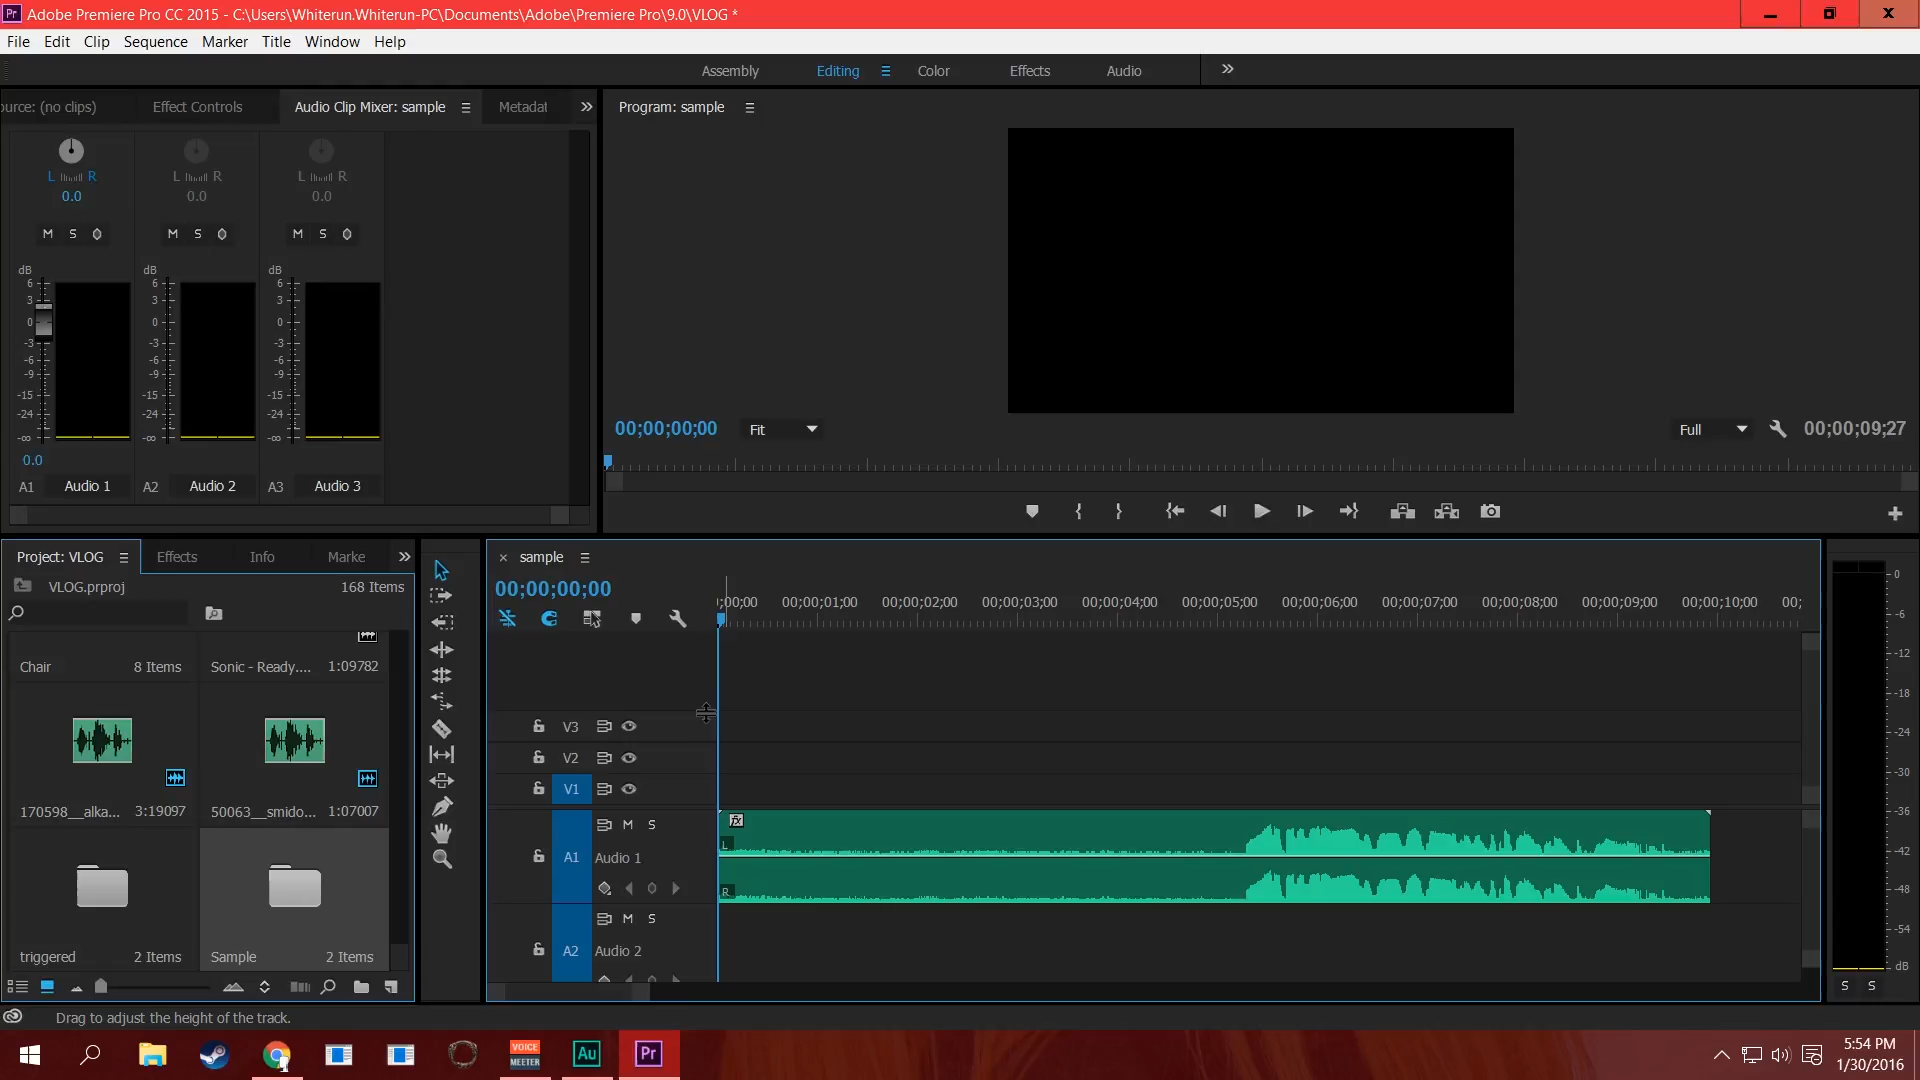 Pr Adobe Premiere Pro CC 2015 - C:\Users\Whiterun.Whiterun-PC\Documents\Adobe\Premiere Pro\9.0\VLOG *
File Edit Clip Sequence Marker Title Window Help
Assembly Editing Color Effects Audio
ource: (no clips) Effect Controls Audio Clip Mixer: sample Metadat
Program: sample
L R L R L R
0.0 0.0 0.0
M S M S M S
dB dB dB
6 6 6
3 3 3
0 0 0
-3 -3 -3
-6 -6 -6
-9 -9 -9
-15 -15 -15
-24 -24 -24
-∞ -∞ -∞
0.0
A1 Audio 1 A2 Audio 2 A3 Audio 3
00;00;00;00 Fit Full 00;00;09;27
Project: VLOG Effects Info Marke
VLOG.prproj 168 Items
Chair 8 Items Sonic - Ready.... 1:09782
170598__alka... 3:19097 50063__smido... 1:07007
triggered 2 Items Sample 2 Items
× sample
00;00;00;00
;00;00 00;00;01;00 00;00;02;00 00;00;03;00 00;00;04;00 00;00;05;00 00;00;06;00 00;00;07;00 00;00;08;00 00;00;09;00 00;00;10;00 00;
V3
V2
V1
M S
A1 Audio 1
L
R
fx
M S
A2 Audio 2
0
-6
-12
-18
-24
-30
-36
-42
-48
-54
dB
S S
Drag to adjust the height of the track.
VOICE
MEETER
Au
Pr
5:54 PM
1/30/2016